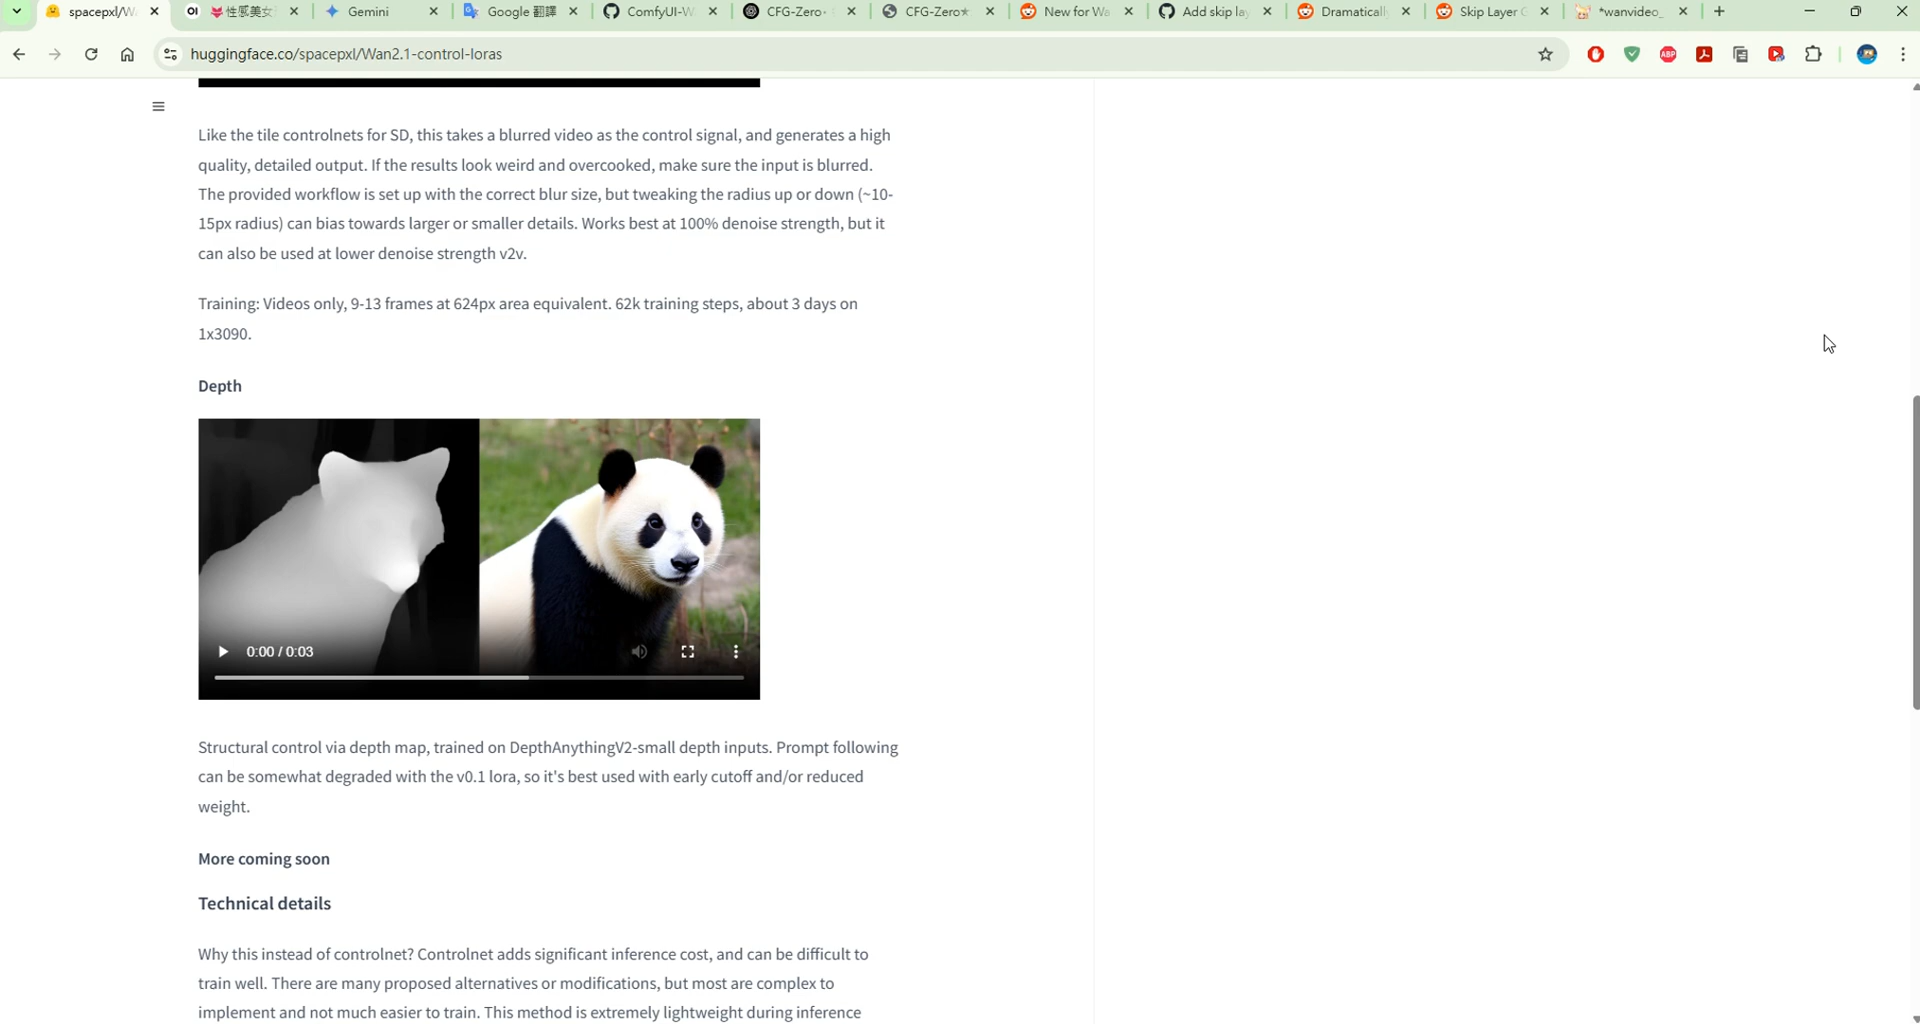 spacepxl/W
性感美女
Gemini
Google 翻譯
ComfyUI-W
CFG-Zero
CFG-Zero★
New for Wa
Add skip la
Dramatical
Skip Layer
*wanvideo_
huggingface.co/spacepxl/Wan2.1-control-loras
ABP
Like the tile controlnets for SD, this takes a blurred video as the control signal, and generates a high
quality, detailed output. If the results look weird and overcooked, make sure the input is blurred.
The provided workflow is set up with the correct blur size, but tweaking the radius up or down (~10-
15px radius) can bias towards larger or smaller details. Works best at 100% denoise strength, but it
can also be used at lower denoise strength v2v.
Training: Videos only, 9-13 frames at 624px area equivalent. 62k training steps, about 3 days on
1x3090.
Depth
0:00 / 0:03
Structural control via depth map, trained on DepthAnythingV2-small depth inputs. Prompt following
can be somewhat degraded with the v0.1 lora, so it's best used with early cutoff and/or reduced
weight.
More coming soon
Technical details
Why this instead of controlnet? Controlnet adds significant inference cost, and can be difficult to
train well. There are many proposed alternatives or modifications, but most are complex to
implement and not much easier to train. This method is extremely lightweight during inference